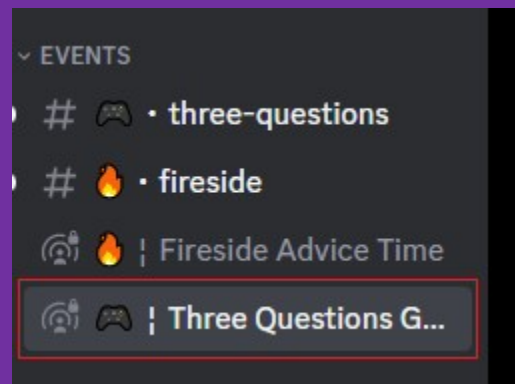 EVENTS
# 🎮 · three-questions
# 🔥 · fireside
🔥 ¦ Fireside Advice Time
🎮 ¦ Three Questions G...